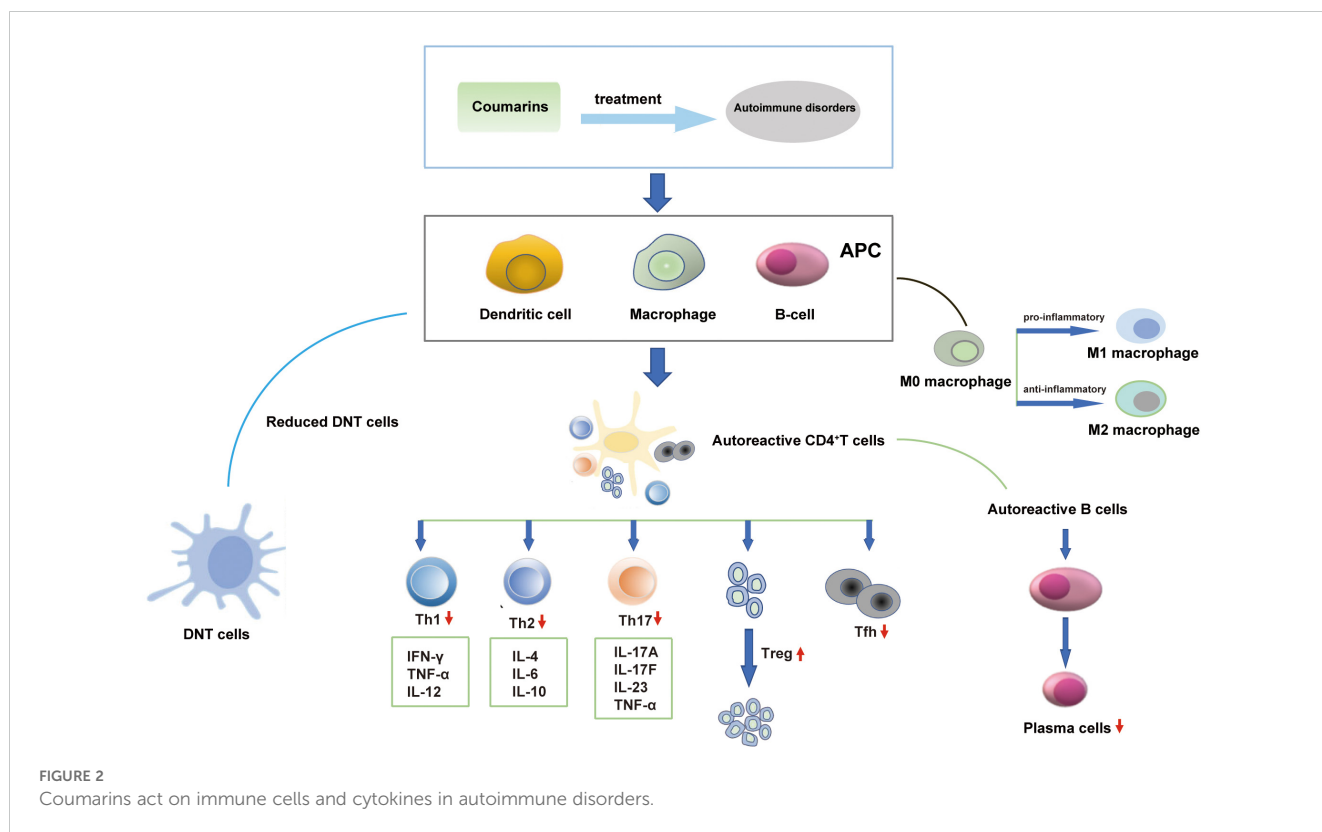 Coumarins
treatment
Autoimmune disorders
APC
Dendritic cell
Macrophage
B-cell
pro-inflammatory
M1 macrophage
M0 macrophage
anti-inflammatory
M2 macrophage
Reduced DNT cells
Autoreactive CD4⁺T cells
Autoreactive B cells
DNT cells
Th1
Th2
Th17
Treg
Tfh
IFN-γ
TNF-α
IL-12
IL-4
IL-6
IL-10
IL-17A
IL-17F
IL-23
TNF-α
Plasma cells
FIGURE 2
Coumarins act on immune cells and cytokines in autoimmune disorders.